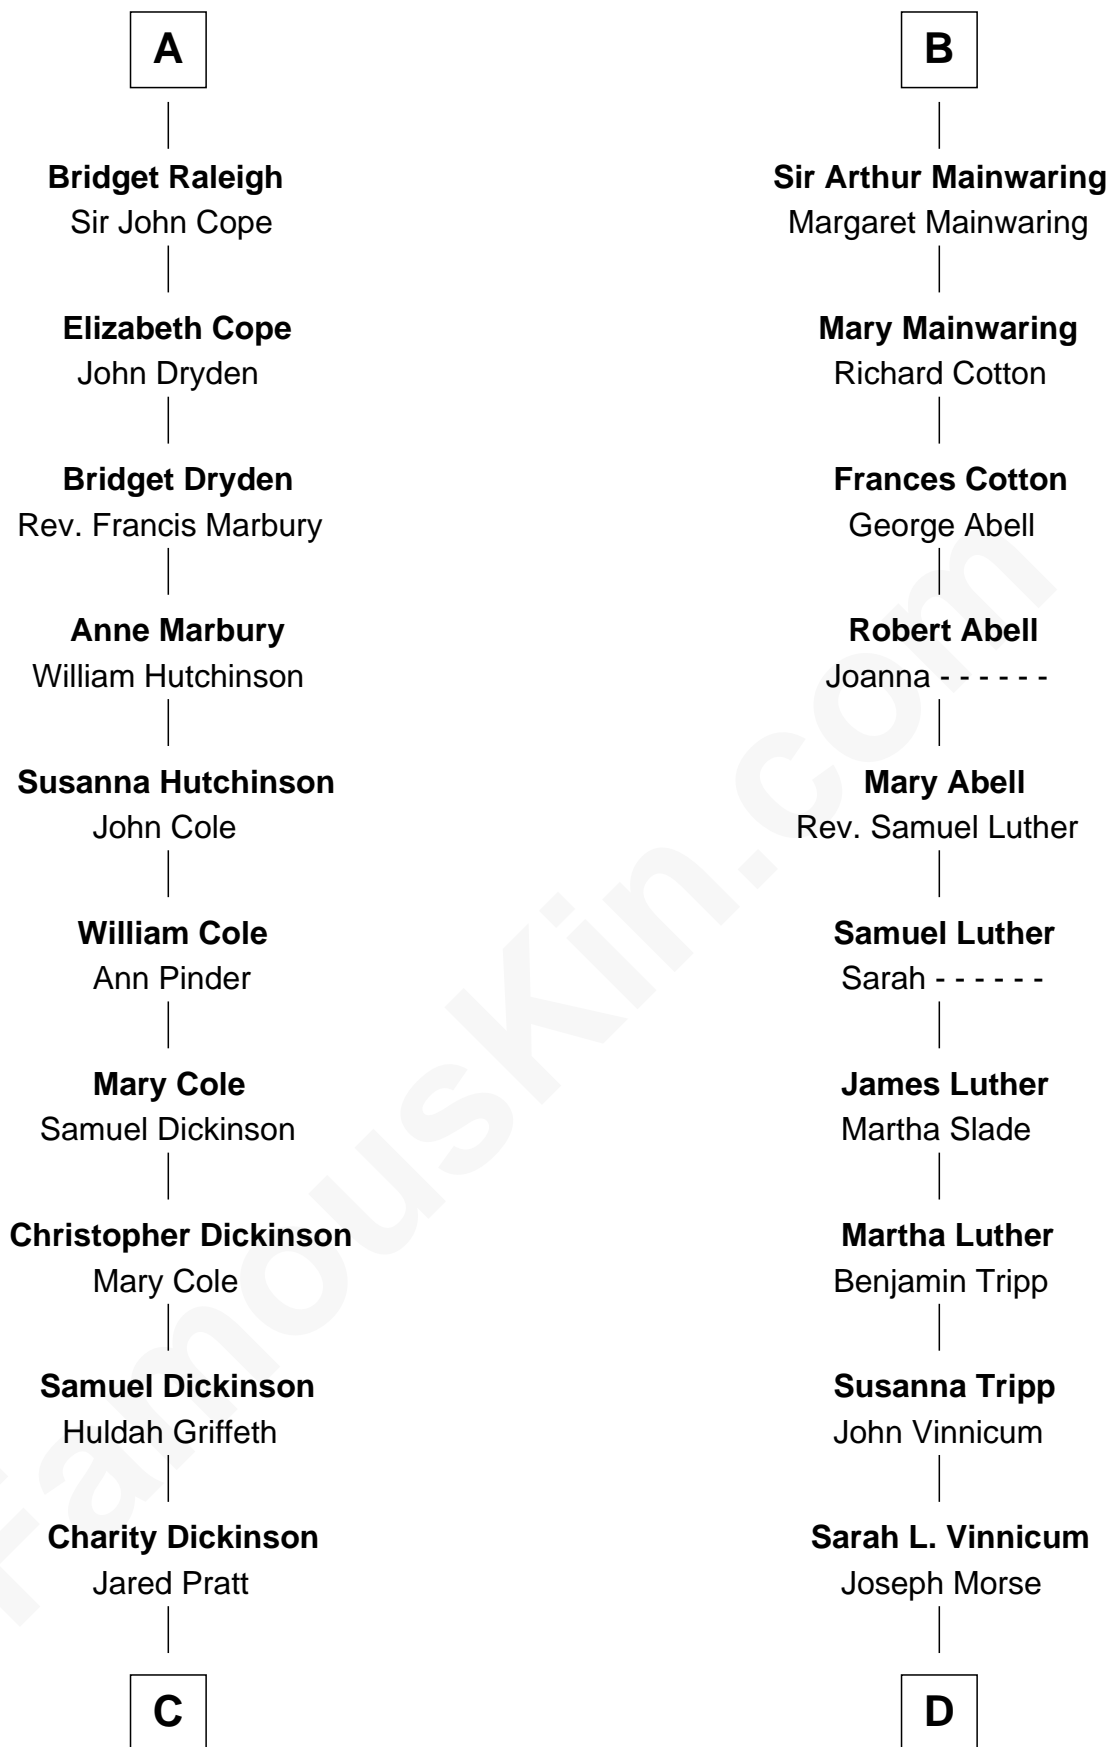 A
Bridget Raleigh
Sir John Cope
Elizabeth Cope
John Dryden
Bridget Dryden
Rev. Francis Marbury
Anne Marbury
William Hutchinson
Susanna Hutchinson
John Cole
William Cole
Ann Pinder
Mary Cole
Samuel Dickinson
Christopher Dickinson
Mary Cole
Samuel Dickinson
Huldah Griffeth
Charity Dickinson
Jared Pratt
C
B
Sir Arthur Mainwaring
Margaret Mainwaring
Mary Mainwaring
Richard Cotton
Frances Cotton
George Abell
Robert Abell
Joanna - - - - - -
Mary Abell
Rev. Samuel Luther
Samuel Luther
Sarah - - - - - -
James Luther
Martha Slade
Martha Luther
Benjamin Tripp
Susanna Tripp
John Vinnicum
Sarah L. Vinnicum
Joseph Morse
D
FamousKin.com